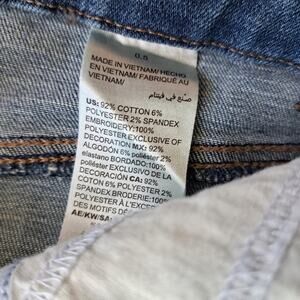 0.5
MADE IN VIETNAM/ HECHO
EN VIETNAM/ FABRIQUÉ AU
VIETNAM/
صنع في فيتنام
US: 92% COTTON 6%
POLYESTER 2% SPANDEX
EMBROIDERY:100%
POLYESTER EXCLUSIVE OF
DECORATION MX: 92%
ALGODÓN 6% poliéster 2%
elastano BORDADO:100%
POLIÉSTER EXCLUSIVO DE LA
DECORACIÓN CA: 92%
COTON 6% POLYESTER 2%
SPANDEX BRODERIE:100%
POLYESTER À L'EXCE
DES MOTIFS DE
AE/KW/SA